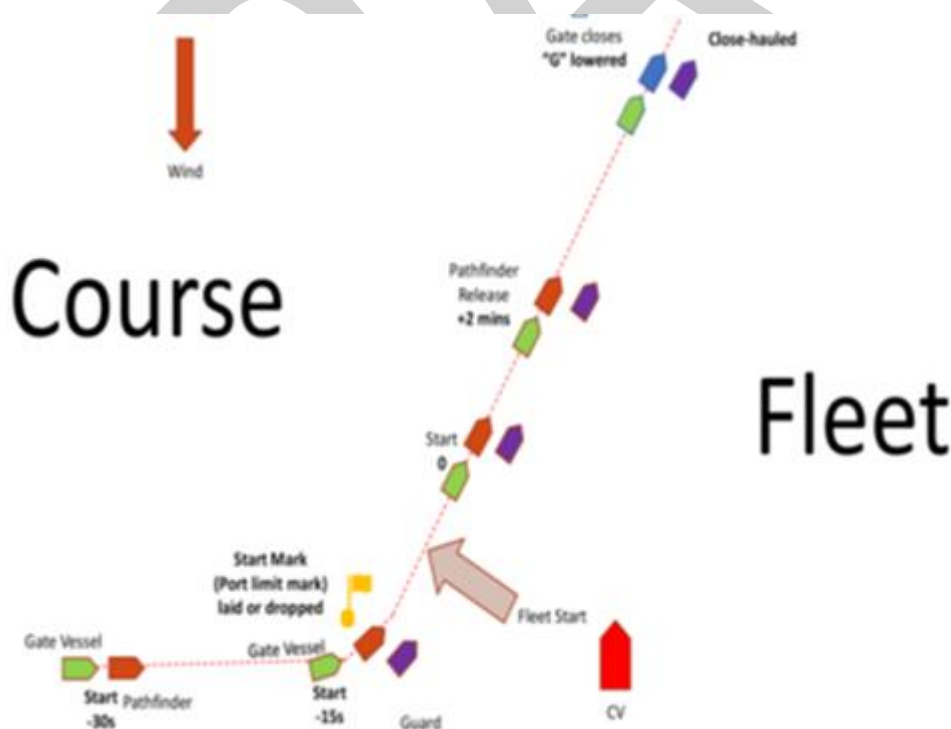 Gate closes
"G" lowered
Close-hauled
Wind
Course
Pathfinder
Release
+2 mins
Fleet
Start
0
Start Mark
(Port limit mark)
laid or dropped
Fleet Start
Gate Vessel
Gate Vessel
Start
-30s
Pathfinder
Start
-15s
Guard
CV